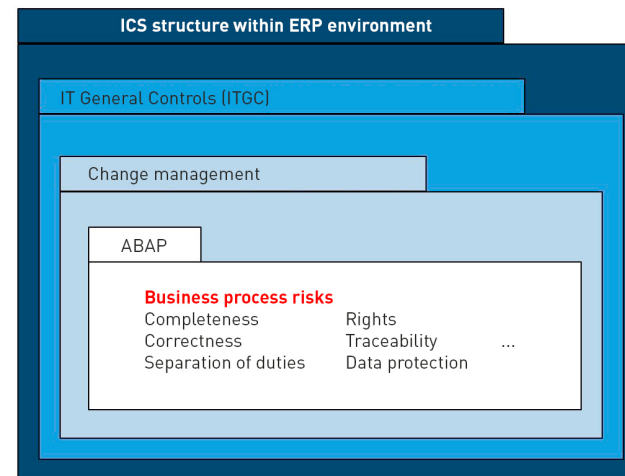 ICS structure within ERP environment
IT General Controls (ITGC)
Change management
ABAP
Business process risks
Completeness Rights
Correctness Traceability ...
Separation of duties Data protection